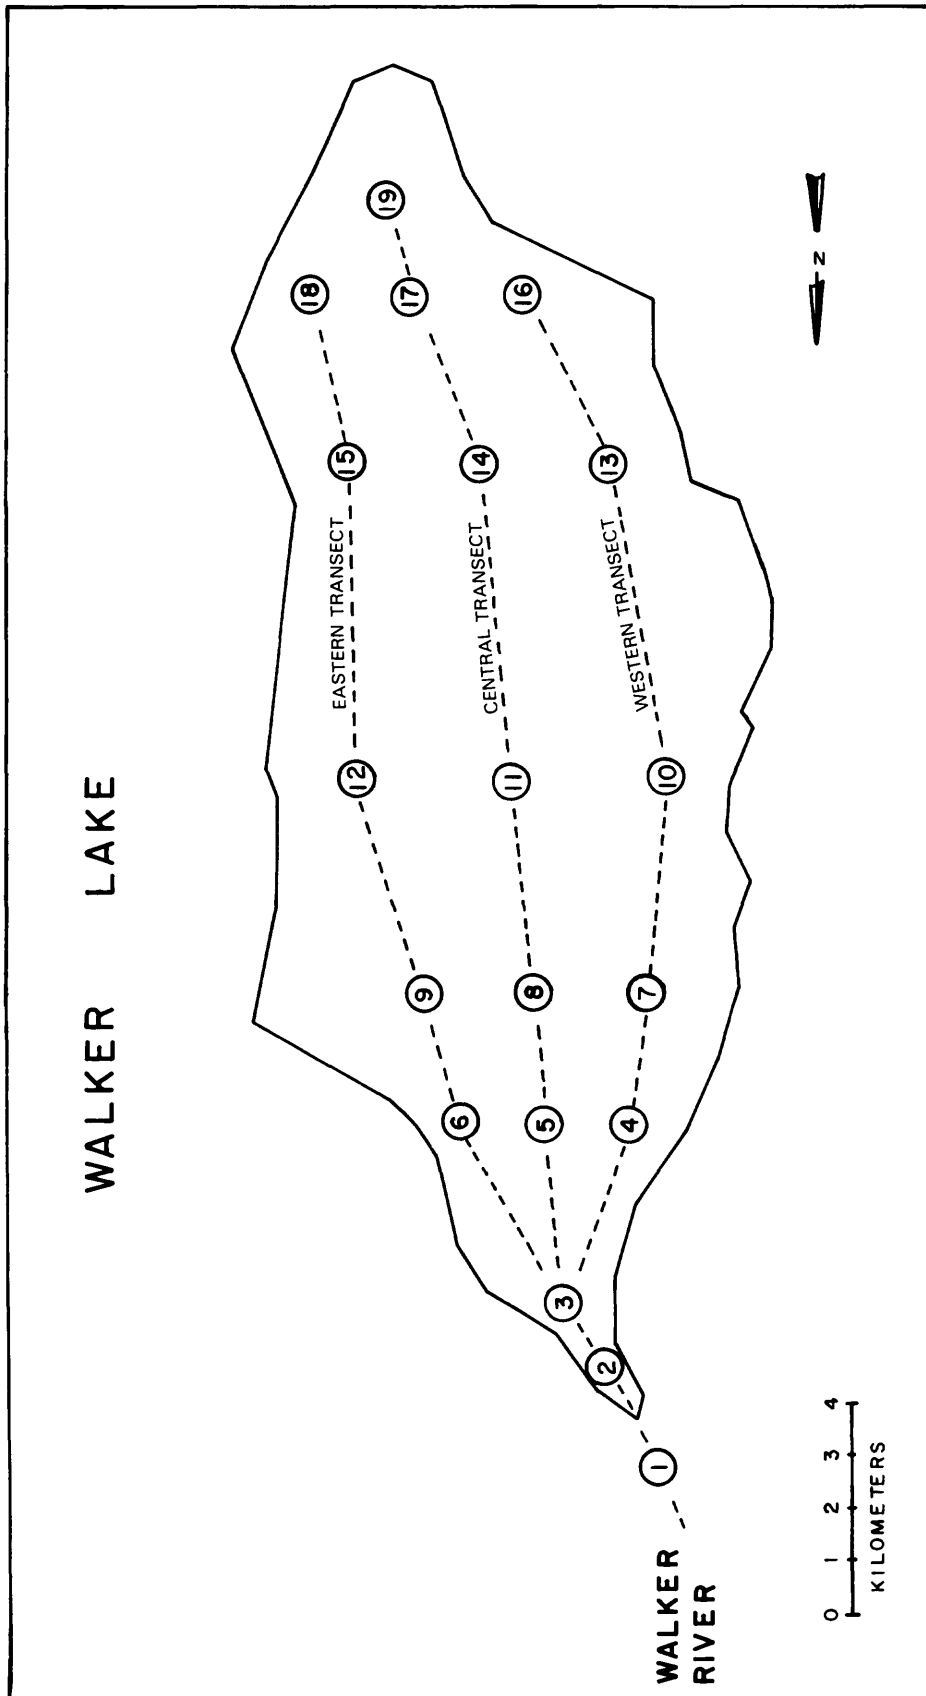 WALKER LAKE
18
19
17
16
15
14
13
EASTERN TRANSECT
CENTRAL TRANSECT
WESTERN TRANSECT
12
11
10
9
8
7
6
5
4
3
2
1
WALKER
RIVER
N
0 1 2 3 4
KILOMETERS